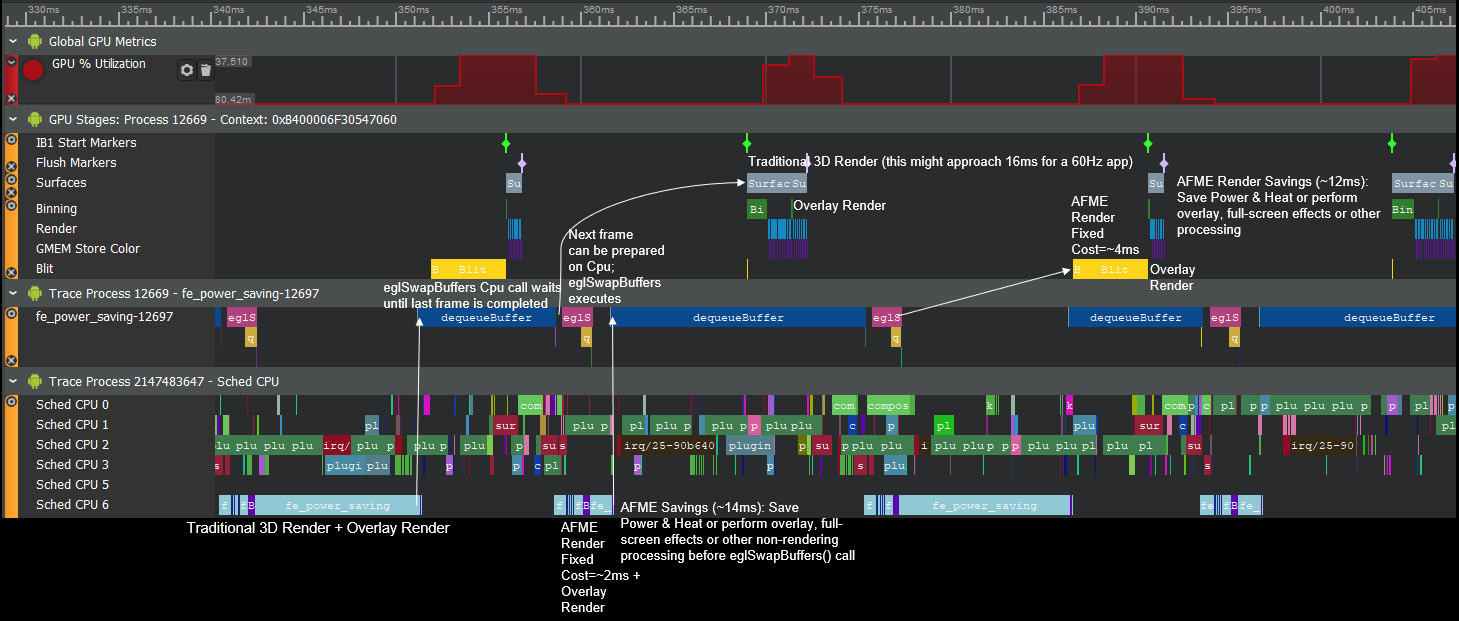 330ms 335ms 340ms 345ms 350ms 355ms 360ms 365ms 370ms 375ms 380ms 385ms 390ms 395ms 400ms 405ms
Global GPU Metrics
GPU % Utilization
37.510
80.42m
GPU Stages: Process 12669 - Context: 0xB400006F30547060
IB1 Start Markers
Flush Markers
Surfaces
Su
Surfac Su
Su
Surfac Su
Binning
Bi
Bin
Render
GMEM Store Color
Blit
B Blit
B Blit
Traditional 3D Render (this might approach 16ms for a 60Hz app)
Overlay Render
AFME
Render
Fixed
Cost=~4ms
AFME Render Savings (~12ms):
Save Power & Heat or perform
overlay, full-screen effects or other
processing
Overlay
Render
Next frame
can be prepared
on Cpu;
eglSwapBuffers
executes
eglSwapBuffers Cpu call waits
until last frame is completed
Trace Process 12669 - fe_power_saving-12697
fe_power_saving-12697
eglS dequeueBuffer eglS dequeueBuffer eglS dequeueBuffer eglS dequeueBuffer
q q q q
Trace Process 2147483647 - Sched CPU
Sched CPU 0
com com compos k k com p c pl p p plu plu plu p p pl p
Sched CPU 1
pl sur plu p pl plu p plu p p plu plu c p pl plu sur c pl
Sched CPU 2
plu plu plu plu plu irq/ plu p plu p plu p su s irq/25-90b640 plugin p su p plu plu i plu plu p p plu plu plu pl su irq/25-90
Sched CPU 3
s plugi plu p p c pl p p s plu s
Sched CPU 5
Sched CPU 6
f f B fe_power_saving f f B fe_ f f fe_power_saving fe f B fe_
Traditional 3D Render + Overlay Render
AFME
Render
Fixed
Cost=~2ms +
Overlay
Render
AFME Savings (~14ms): Save
Power & Heat or perform overlay, full-
screen effects or other non-rendering
processing before eglSwapBuffers() call